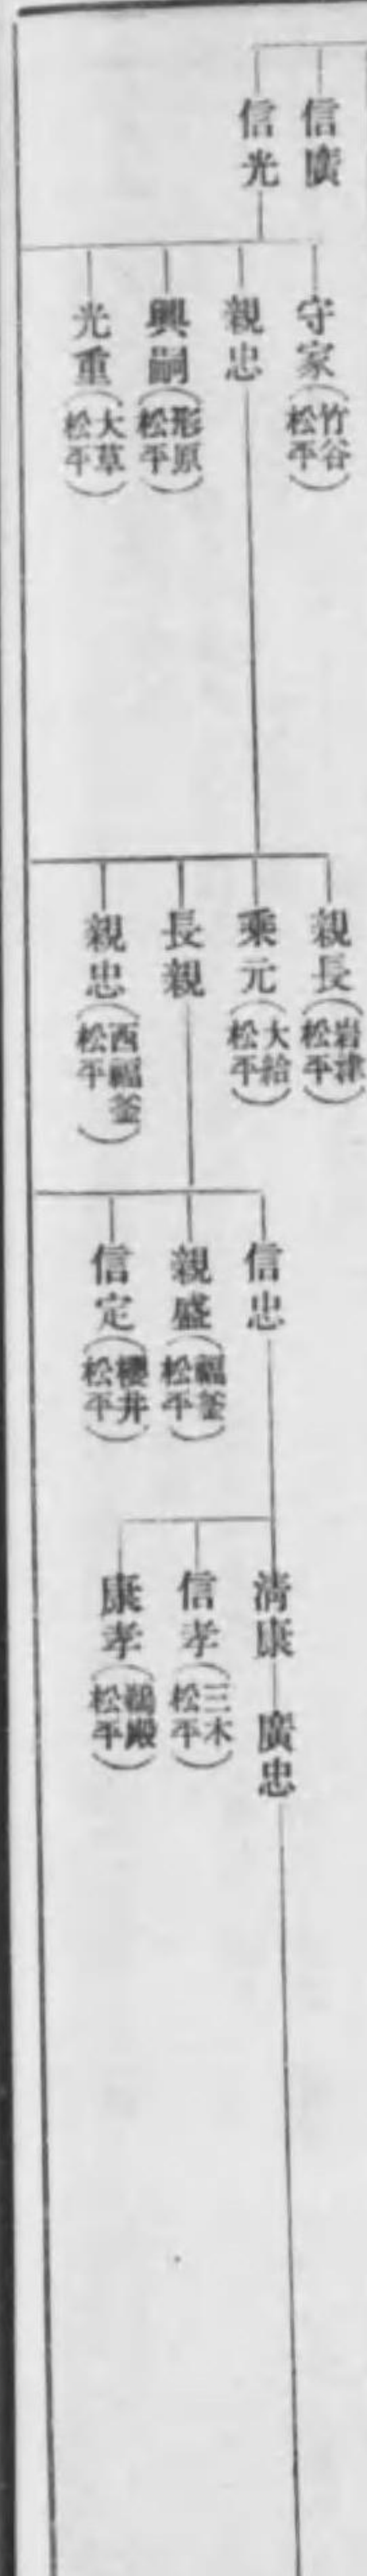 信廣
信光
守家（竹谷松平）
親忠
興嗣（形原松平）
光重（大草松平）
親長（岩津松平）
乘元（大給松平）
長親
親忠（西福釜松平）
信忠
親盛（福釜松平）
信定（櫻井松平）
淸康
廣忠
信孝（三木松平）
康孝（鵜殿松平）